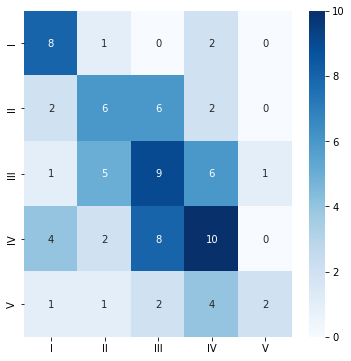 10
I 8 1 0 2 0
8
II 2 6 6 2 0
6
III 1 5 9 6 1
4
IV 4 2 8 10 0
2
V 1 1 2 4 2
0
I II III IV V